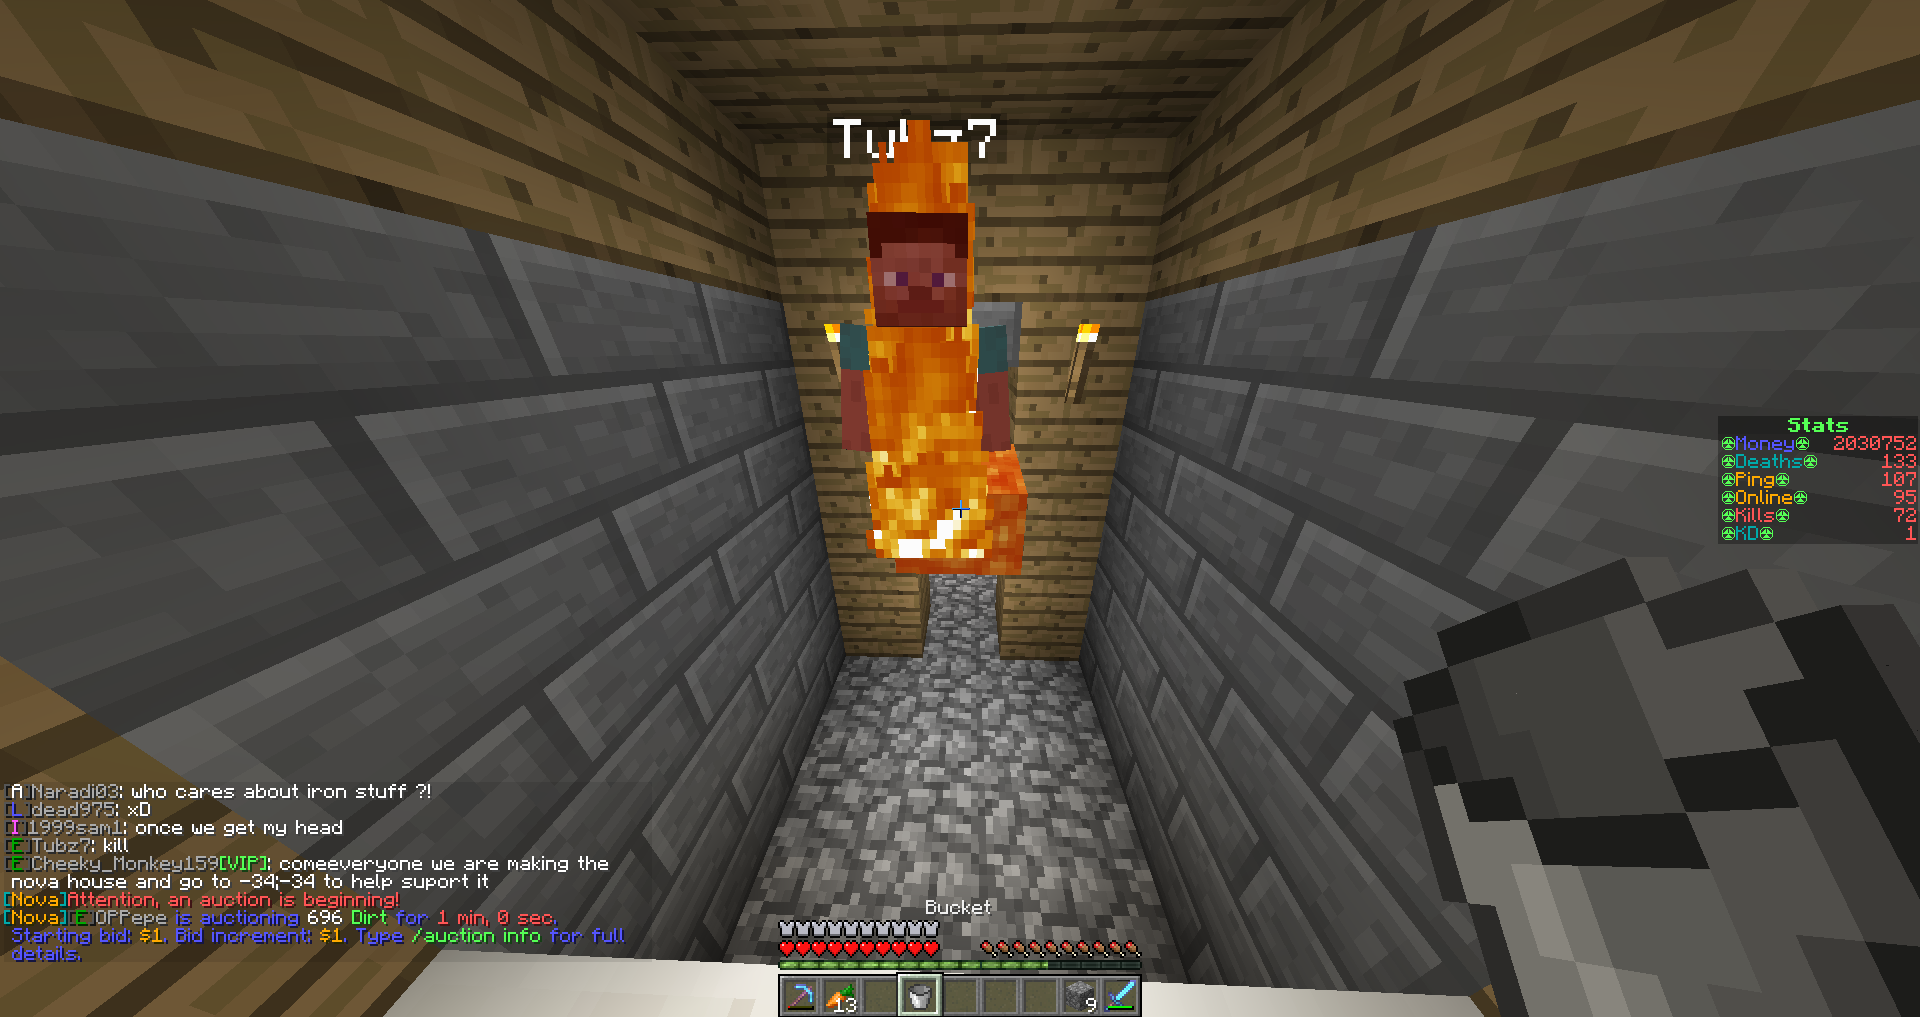 Tubz7
Stats
Money 2030752
Deaths 133
Ping 107
Online 95
Kills 72
KD 1
[A]Naradi03: who cares about iron stuff ?!
[L]dead975: xD
[I]1999sam1: once we get my head
[E]Tubz7: kill
[E]Cheeky_Monkey159[VIP]: comeeveryone we are making the
nova house and go to -34;-34 to help suport it
[Nova]Attention, an auction is beginning!
[Nova][E]OPPepe is auctioning 696 Dirt for 1 min, 0 sec.
Starting bid: $1. Bid increment: $1. Type /auction info for full
details.
Bucket
13
9